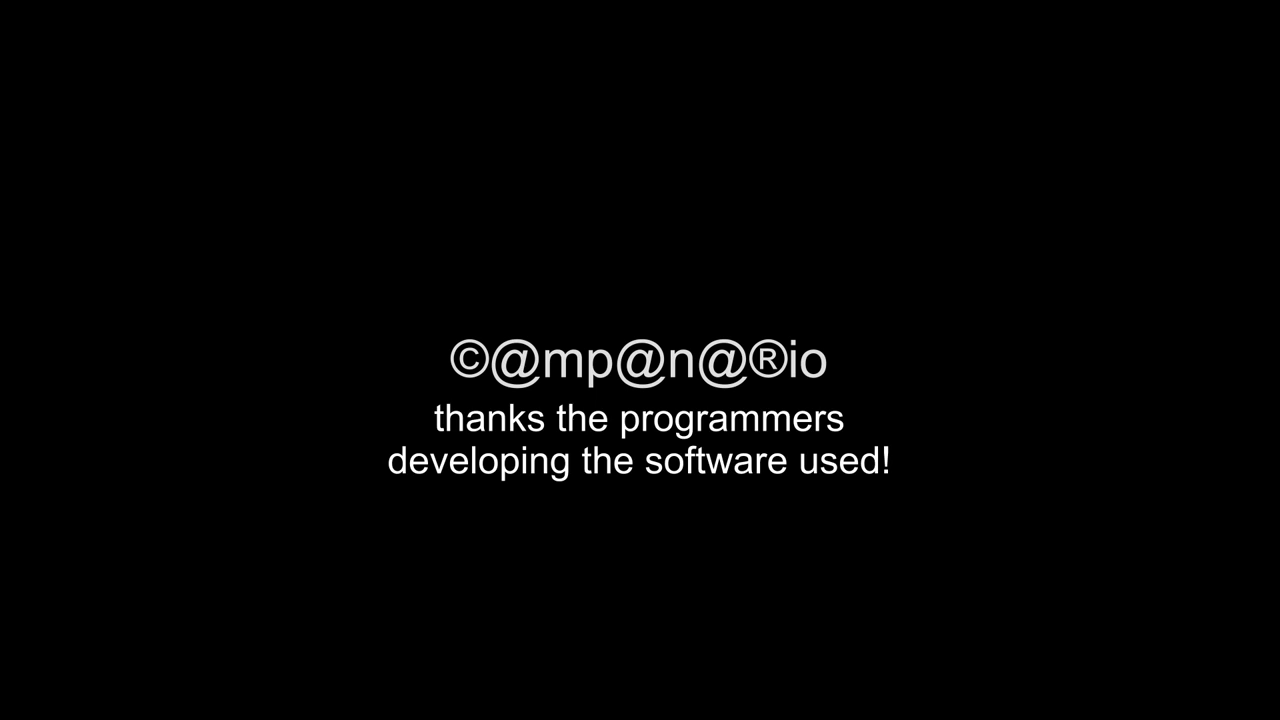 ©@mp@n@®io
thanks the programmers
developing the software used!